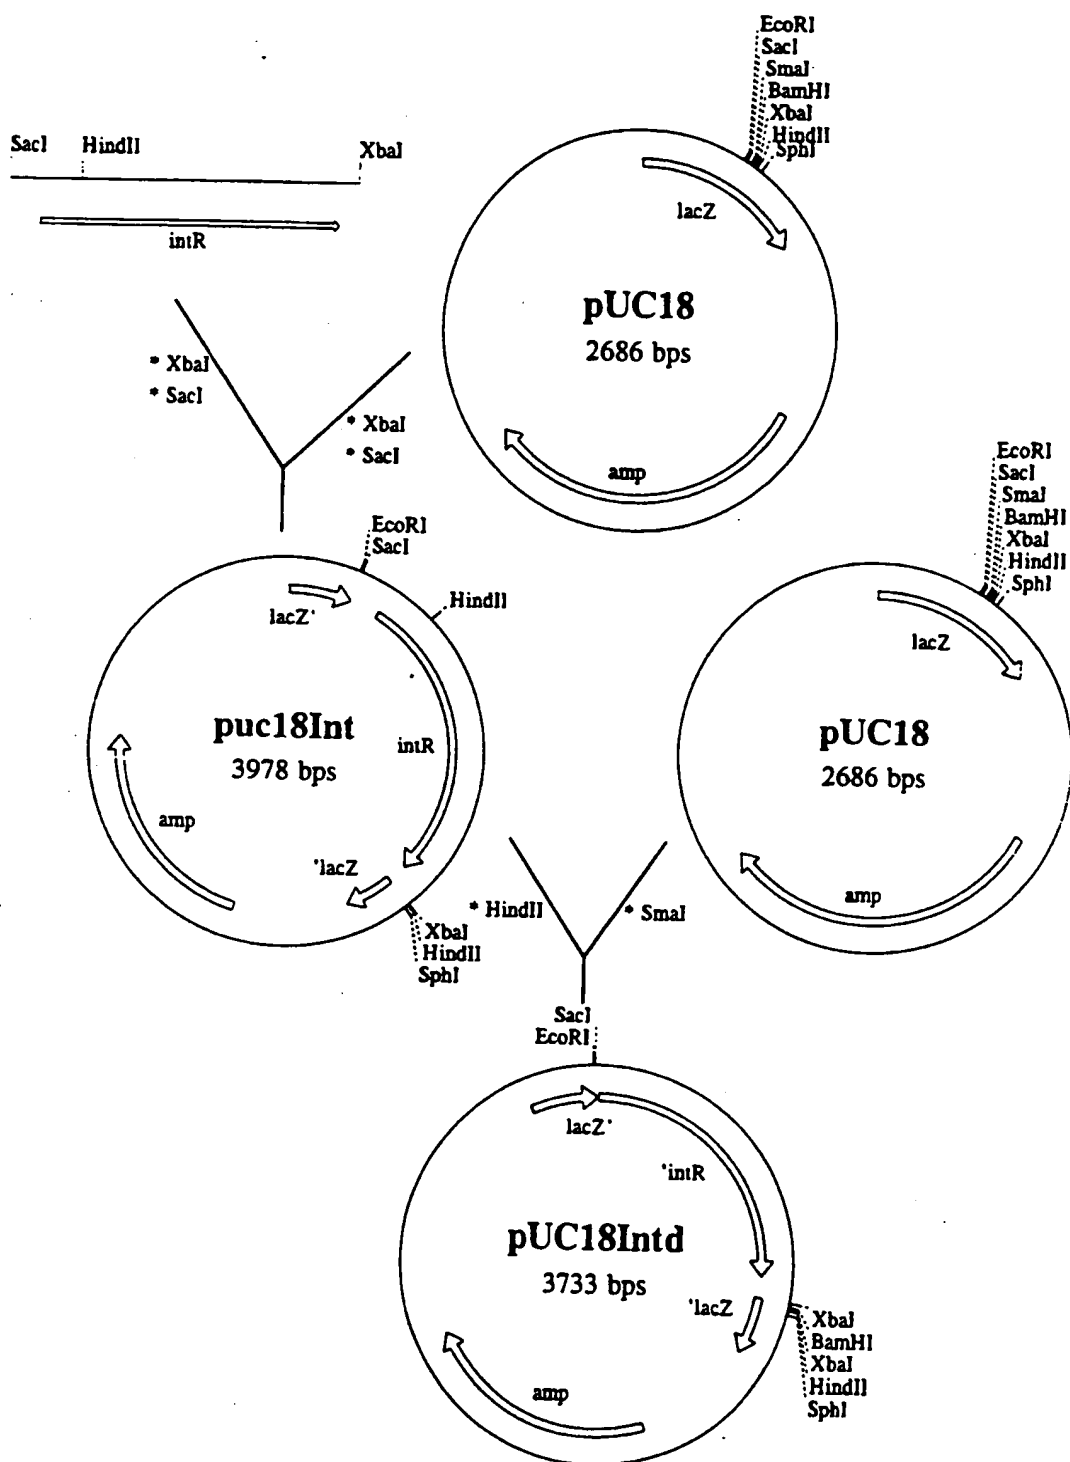 EcoRI
SacI
SmaI
BamHI
XbaI
HindII
SphI
lacZ
pUC18
2686 bps
amp
SacI
HindII
XbaI
intR
* XbaI
* SacI
* XbaI
* SacI
EcoRI
SacI
HindII
lacZ'
puc18Int
3978 bps
intR
amp
'lacZ
XbaI
HindII
SphI
EcoRI
SacI
SmaI
BamHI
XbaI
HindII
SphI
lacZ
pUC18
2686 bps
amp
* HindII
* SmaI
SacI
EcoRI
lacZ'
'intR
pUC18Intd
3733 bps
'lacZ
amp
XbaI
BamHI
XbaI
HindII
SphI